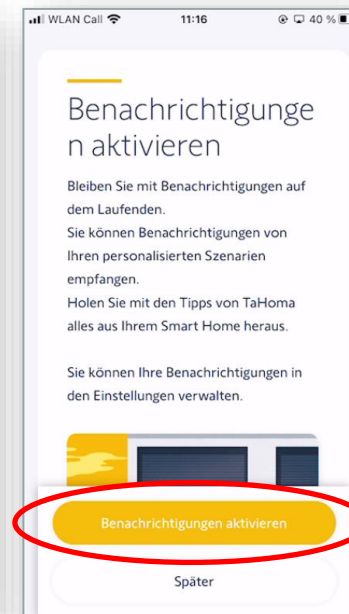 WLAN Call 11:16 40 %
Benachrichtigunge
n aktivieren
Bleiben Sie mit Benachrichtigungen auf
dem Laufenden.
Sie können Benachrichtigungen von
Ihren personalisierten Szenarien
empfangen.
Holen Sie mit den Tipps von TaHoma
alles aus Ihrem Smart Home heraus.
Sie können Ihre Benachrichtigungen in
den Einstellungen verwalten.
Benachrichtigungen aktivieren
Später